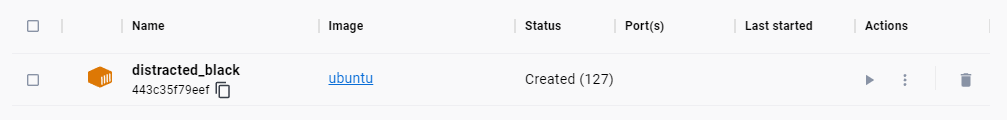 Name Image Status Port(s) Last started Actions
distracted_black
443c35f79eef
ubuntu
Created (127)